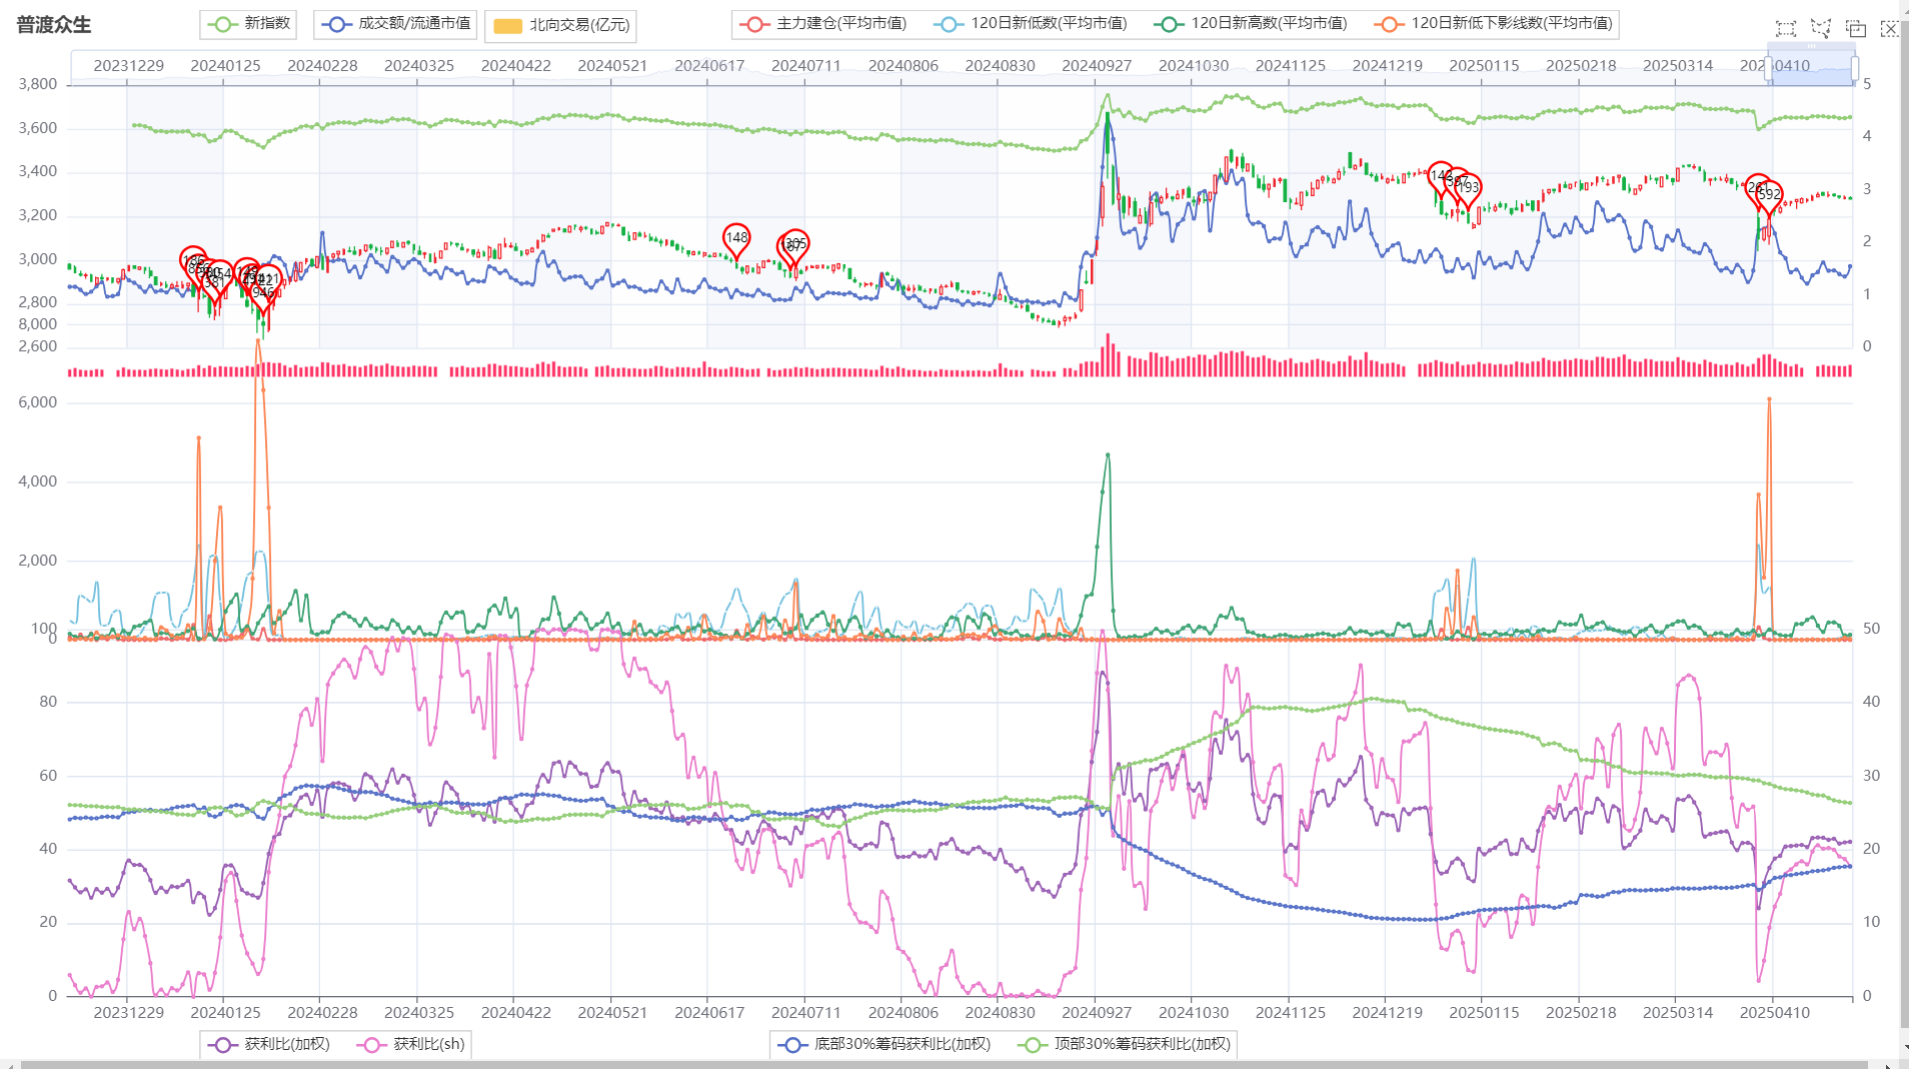 普渡众生
新指数
成交额/流通市值
北向交易(亿元)
主力建仓(平均市值)
120日新低数(平均市值)
120日新高数(平均市值)
120日新低下影线数(平均市值)
20231229 20240125 20240228 20240325 20240422 20240521 20240617 20240711 20240806 20240830 20240927 20241030 20241125 20241219 20250115 20250218 20250314 20250410
3,800 5
3,600 4
3,400
3,200 3
3,000 2
2,800 1
8,000
2,600 0
148
193
592
6,000
4,000
2,000
100 50
0
80 40
60 30
40 20
20 10
0 0
20231229 20240125 20240228 20240325 20240422 20240521 20240617 20240711 20240806 20240830 20240927 20241030 20241125 20241219 20250115 20250218 20250314 20250410
获利比(加权)
获利比(sh)
底部30%筹码获利比(加权)
顶部30%筹码获利比(加权)